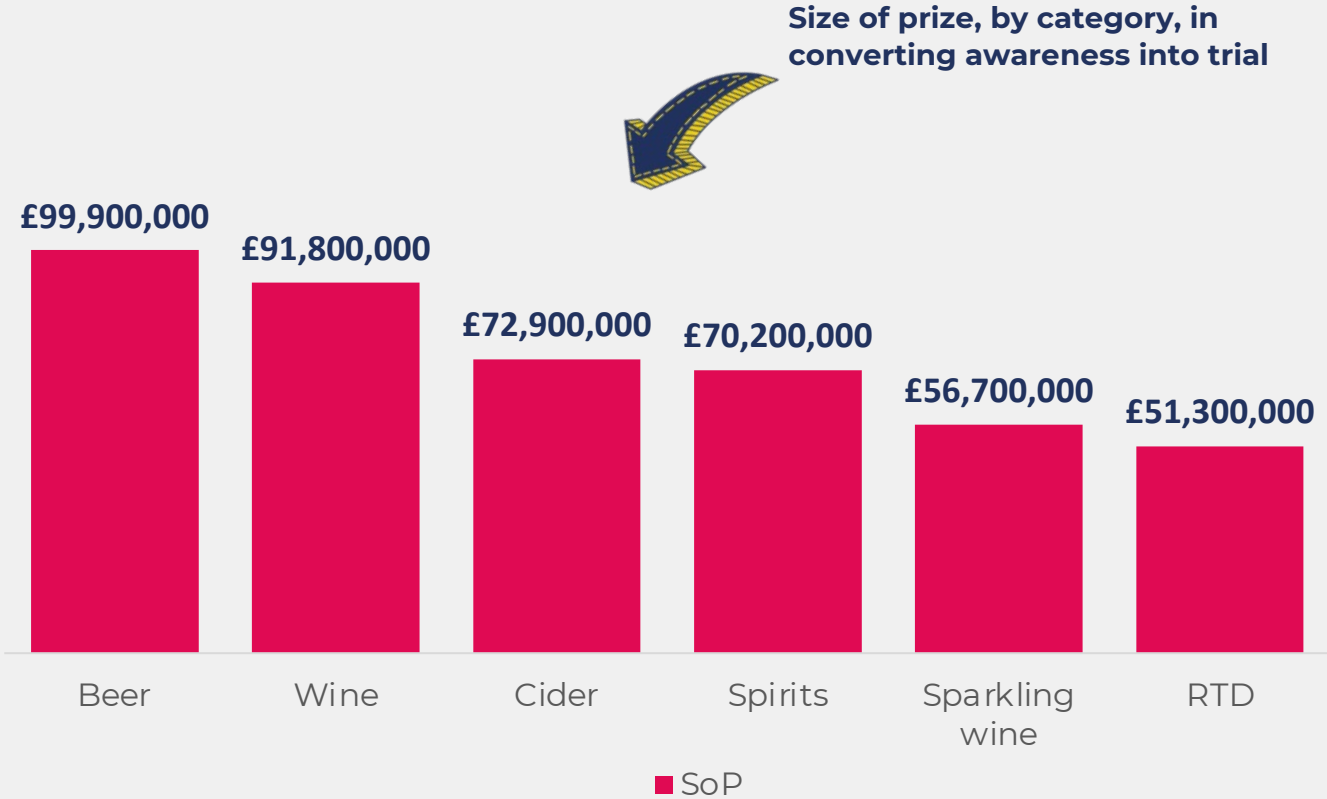 Size of prize, by category, in
converting awareness into trial
£99,900,000
£91,800,000
£72,900,000
£70,200,000
£56,700,000
£51,300,000
Beer
Wine
Cider
Spirits
Sparkling
wine
RTD
SoP